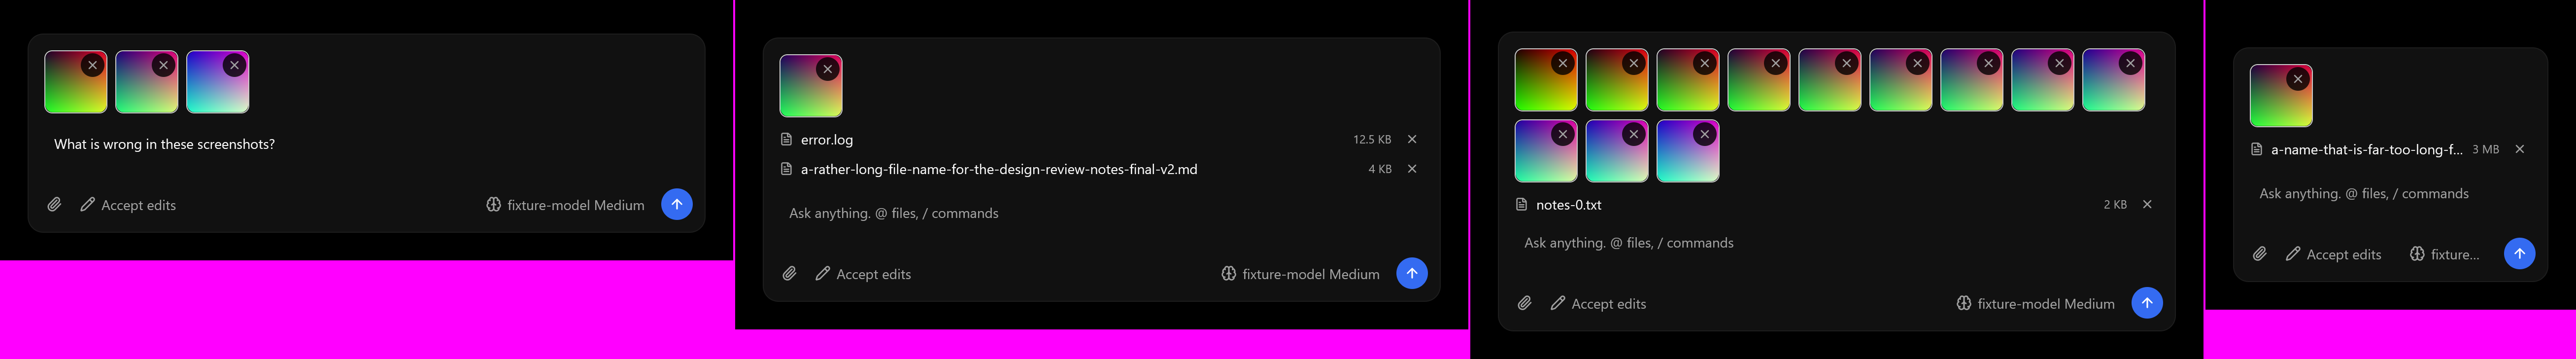 What is wrong in these screenshots?
Accept edits
fixture-model Medium
error.log
12.5 KB
a-rather-long-file-name-for-the-design-review-notes-final-v2.md
4 KB
Ask anything. @ files, / commands
Accept edits
fixture-model Medium
notes-0.txt
2 KB
Ask anything. @ files, / commands
Accept edits
fixture-model Medium
a-name-that-is-far-too-long-f...
3 MB
Ask anything. @ files, / commands
Accept edits
fixture...